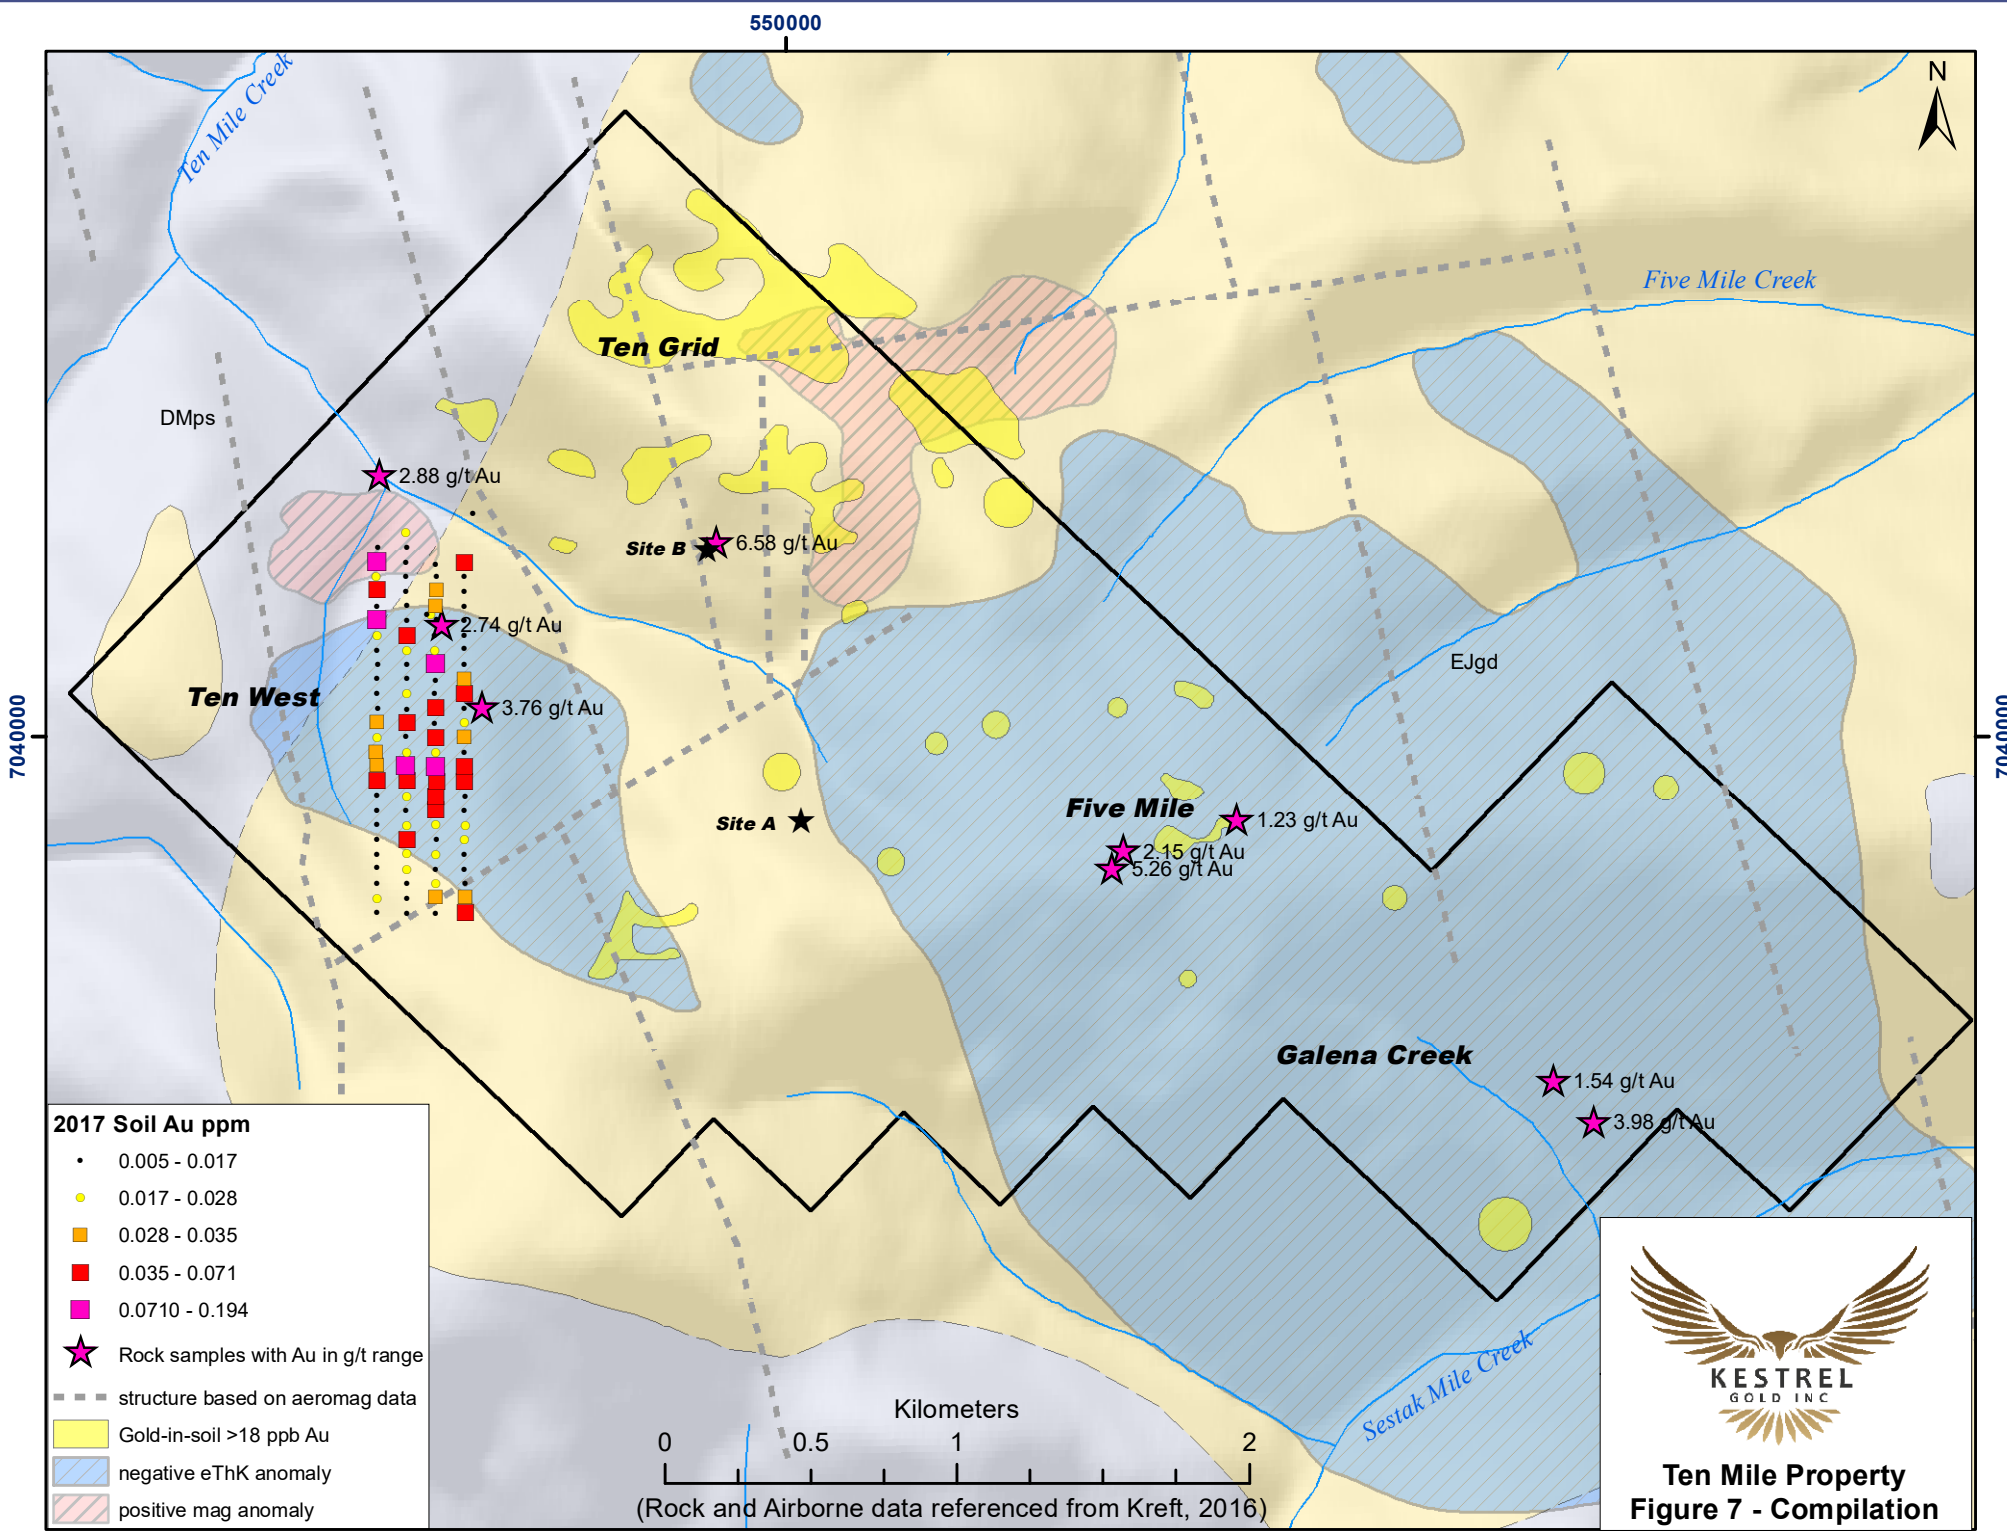 550000
N
Ten Mile Creek
Five Mile Creek
Ten Grid
DMps
2.88 g/t Au
Site B
6.58 g/t Au
2.74 g/t Au
EJgd
Ten West
3.76 g/t Au
7040000
7040000
Five Mile
Site A
1.23 g/t Au
2.15 g/t Au
5.26 g/t Au
Galena Creek
1.54 g/t Au
3.98 g/t Au
2017 Soil Au ppm
0.005 - 0.017
0.017 - 0.028
0.028 - 0.035
0.035 - 0.071
0.0710 - 0.194
Rock samples with Au in g/t range
structure based on aeromag data
Gold-in-soil >18 ppb Au
negative eThK anomaly
positive mag anomaly
Kilometers
0 0.5 1 2
(Rock and Airborne data referenced from Kreft, 2016)
Sestak Mile Creek
KESTREL
GOLD INC
Ten Mile Property
Figure 7 - Compilation